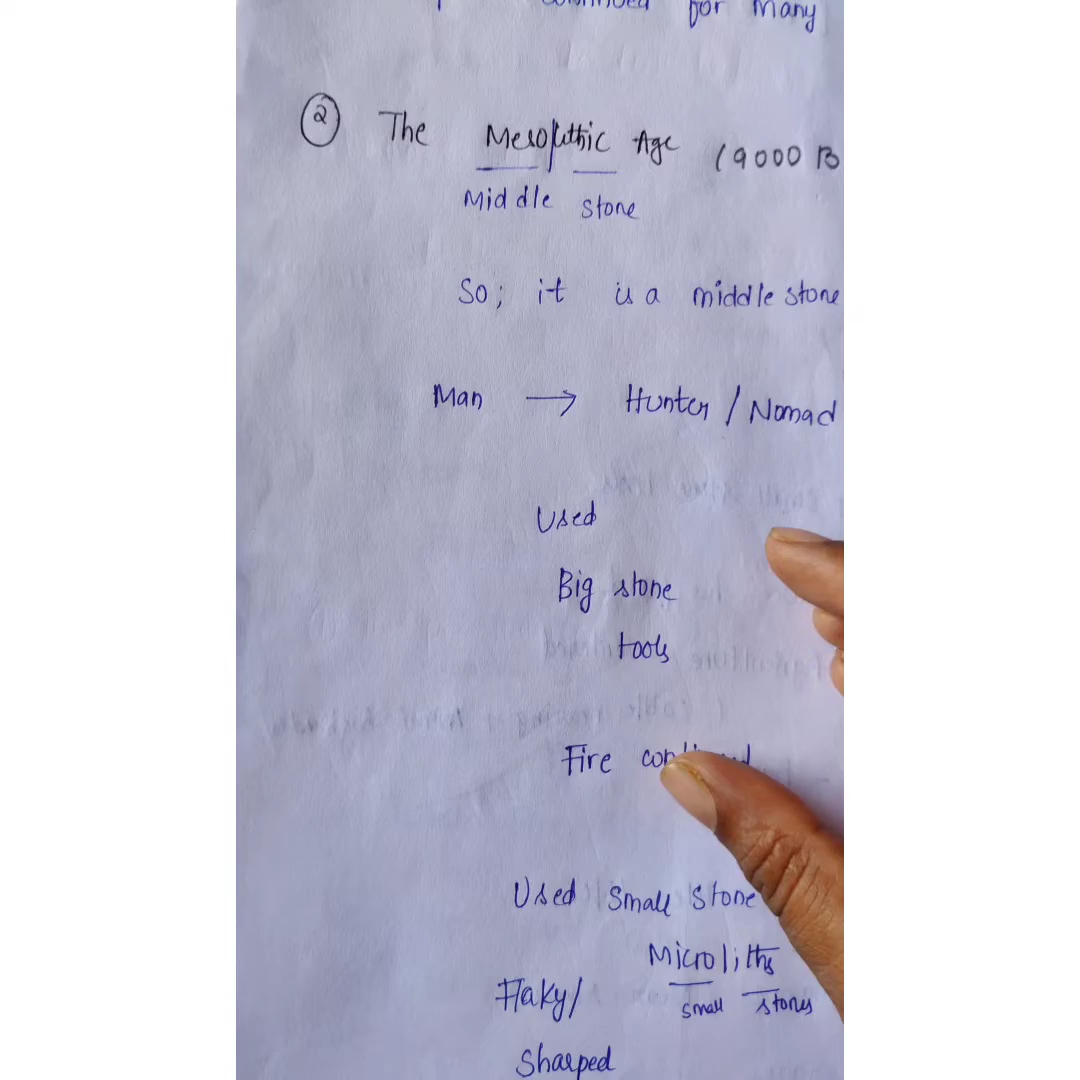 for many
② The Mesolithic Age (9000 B
Middle stone
So; it is a middle stone
Man → Hunter / Nomad
Used
Big stone
tools
Fire
Used Small Stone
Microliths
Flaky/ small stones
Sharped